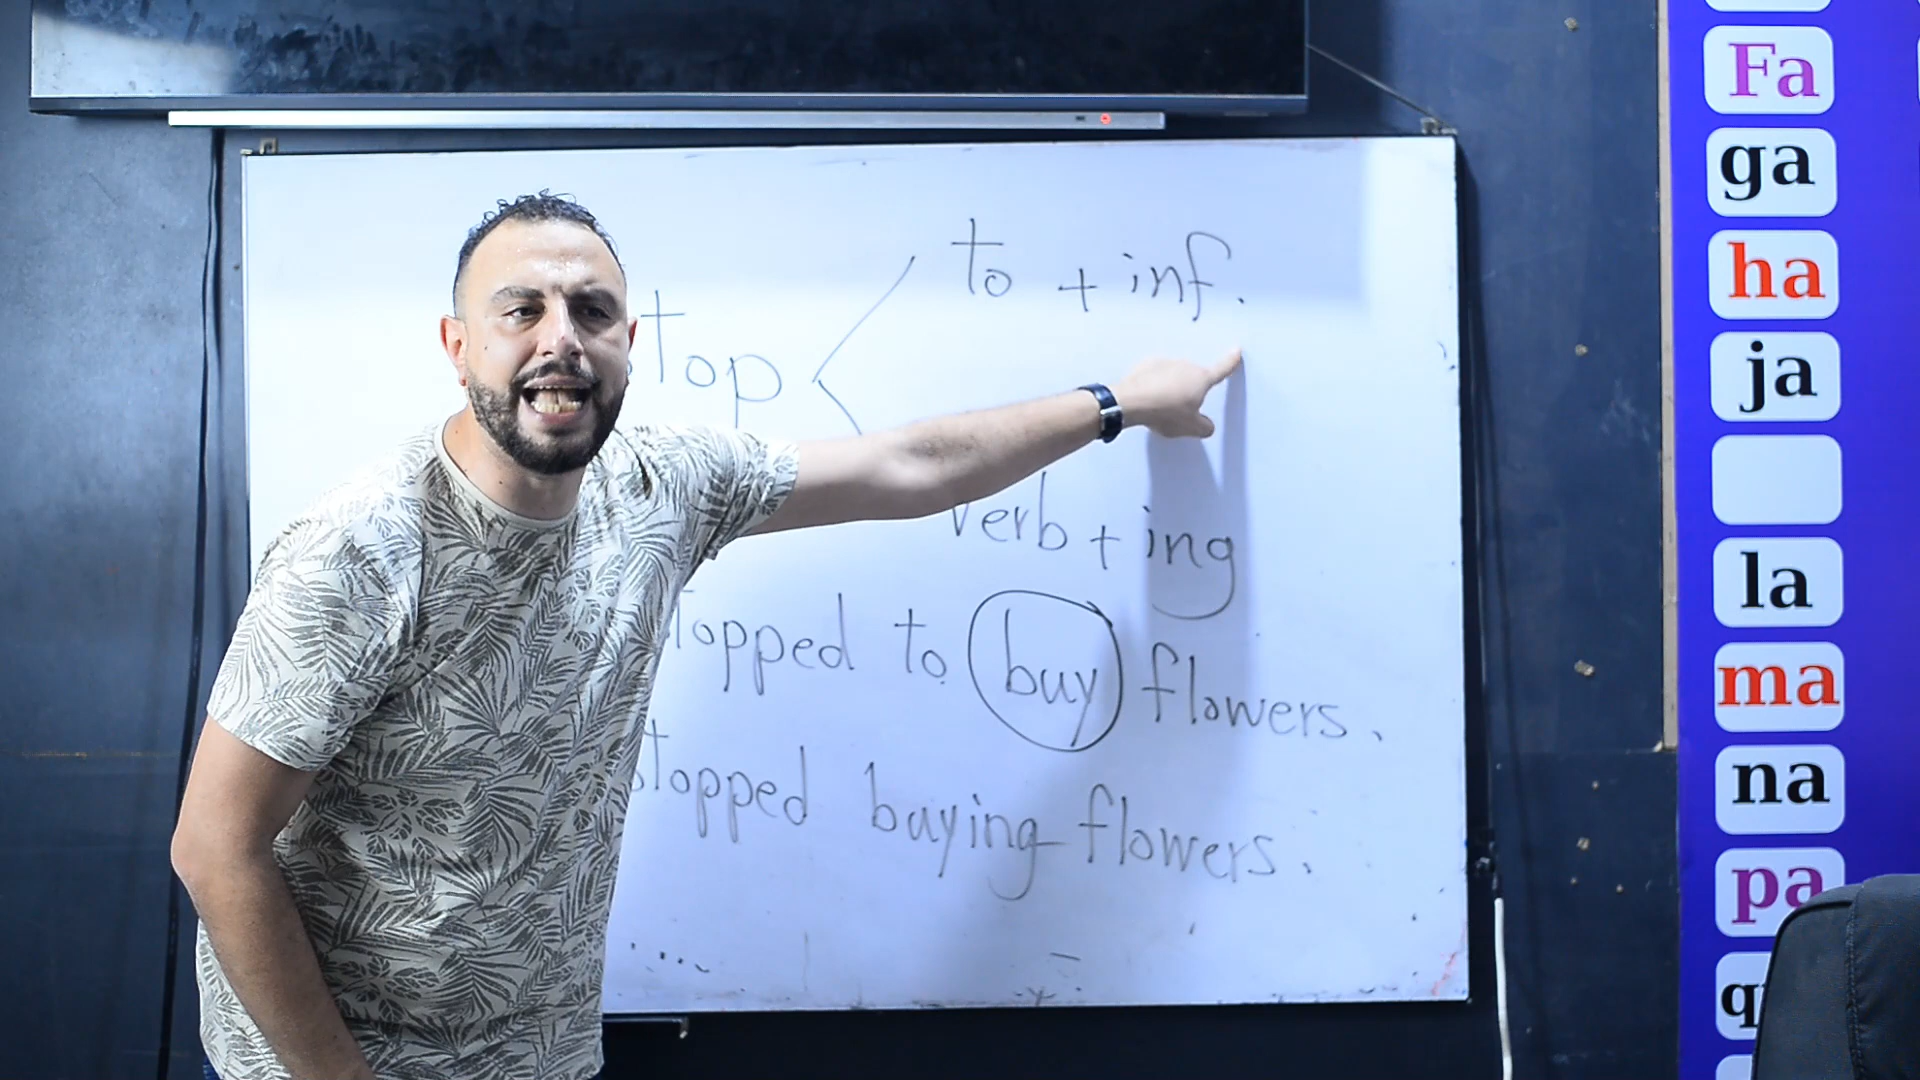 to + inf.
top
verb + ing
topped to buy flowers.
stopped buying flowers.
Fa
ga
ha
ja
la
ma
na
pa
q